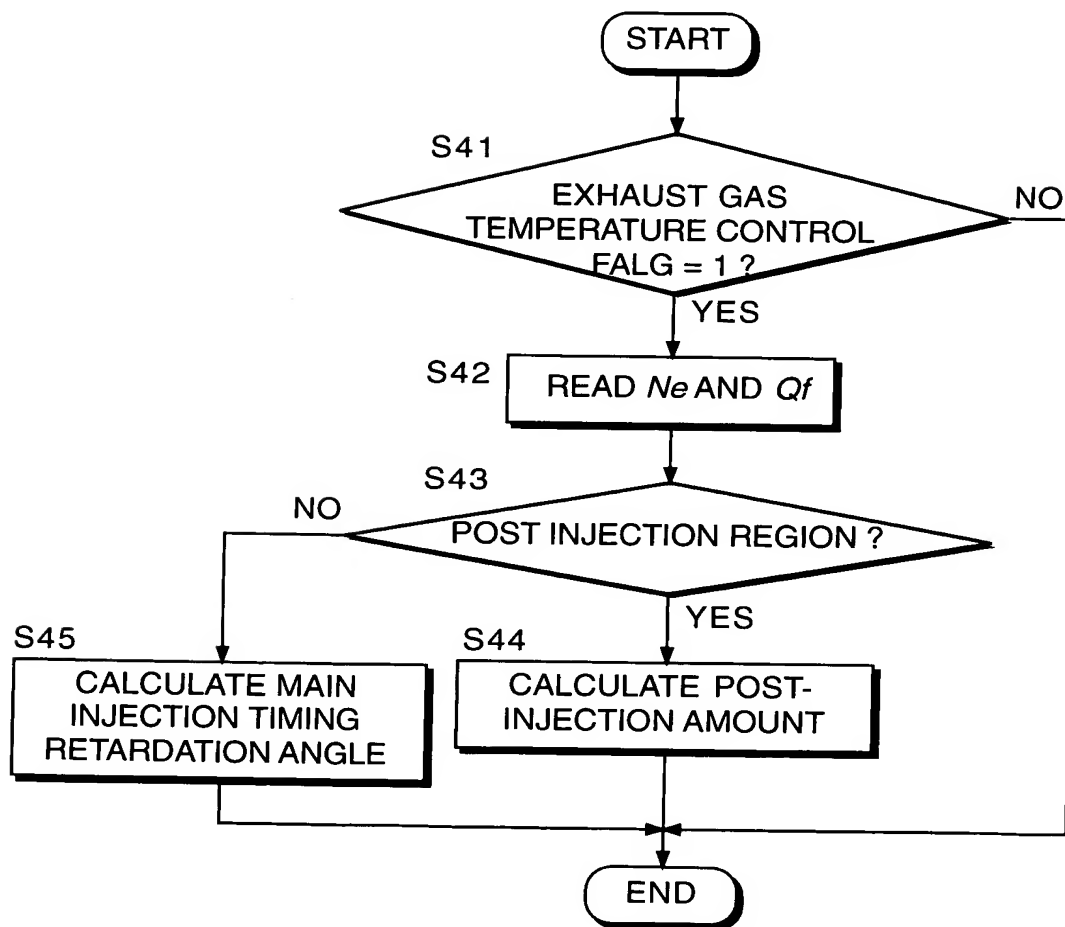 START
S41
EXHAUST GAS
TEMPERATURE CONTROL
FALG = 1 ?
NO
YES
S42
READ Ne AND Qf
S43
NO
POST INJECTION REGION ?
YES
S45
CALCULATE MAIN
INJECTION TIMING
RETARDATION ANGLE
S44
CALCULATE POST-
INJECTION AMOUNT
END